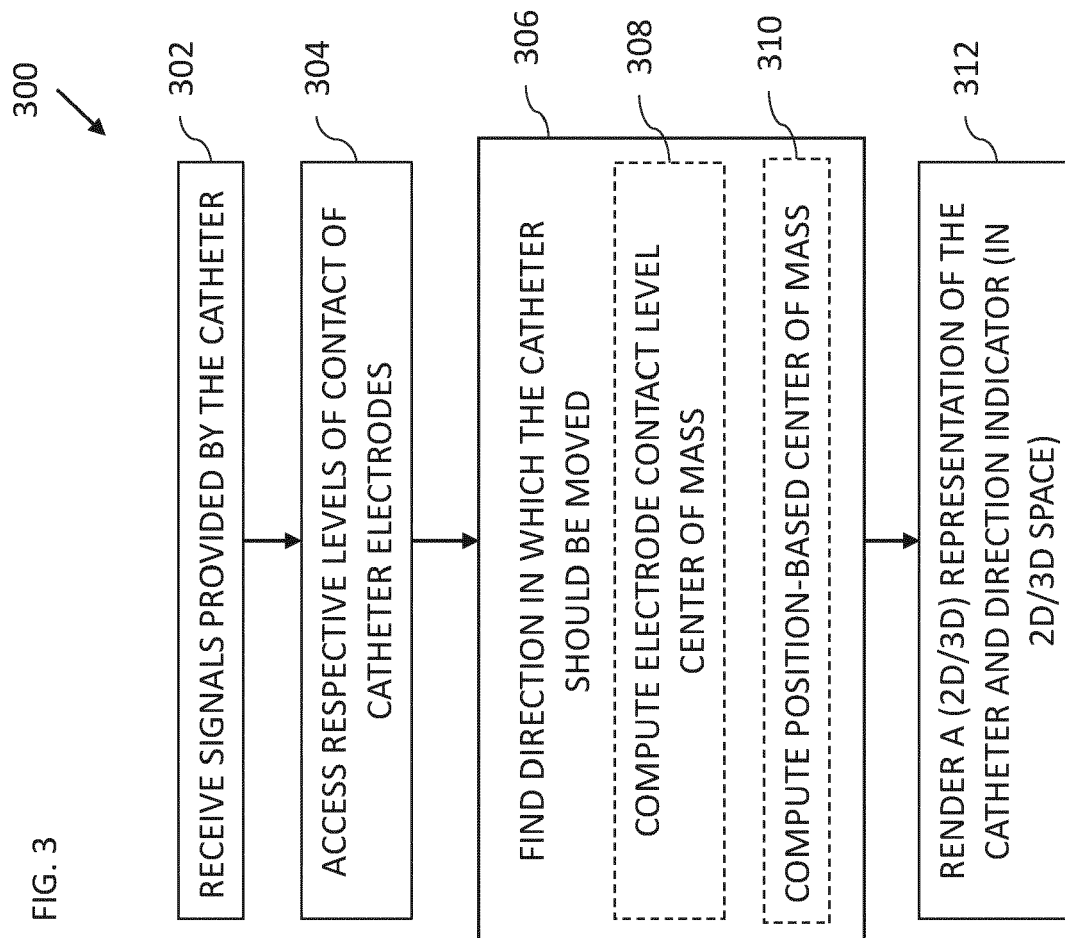 FIG. 3
300
RECEIVE SIGNALS PROVIDED BY THE CATHETER
302
ACCESS RESPECTIVE LEVELS OF CONTACT OF
CATHETER ELECTRODES
304
FIND DIRECTION IN WHICH THE CATHETER
SHOULD BE MOVED
306
COMPUTE ELECTRODE CONTACT LEVEL
CENTER OF MASS
308
COMPUTE POSITION-BASED CENTER OF MASS
310
RENDER A (2D/3D) REPRESENTATION OF THE
CATHETER AND DIRECTION INDICATOR (IN
2D/3D SPACE)
312